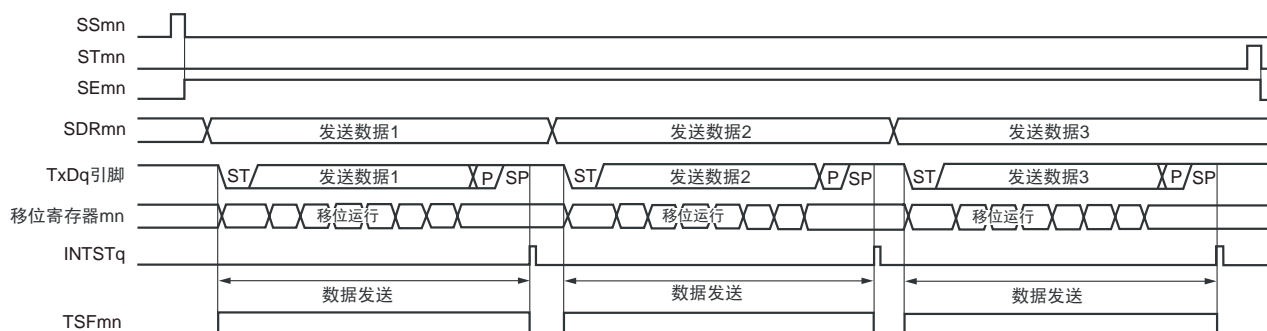 SSmn
STmn
SEmn
SDRmn 发送数据1 发送数据2 发送数据3
TxDq引脚 ST 发送数据1 P SP ST 发送数据2 P SP ST 发送数据3 P SP
移位寄存器mn 移位运行 移位运行 移位运行
INTSTq
数据发送 数据发送 数据发送
TSFmn